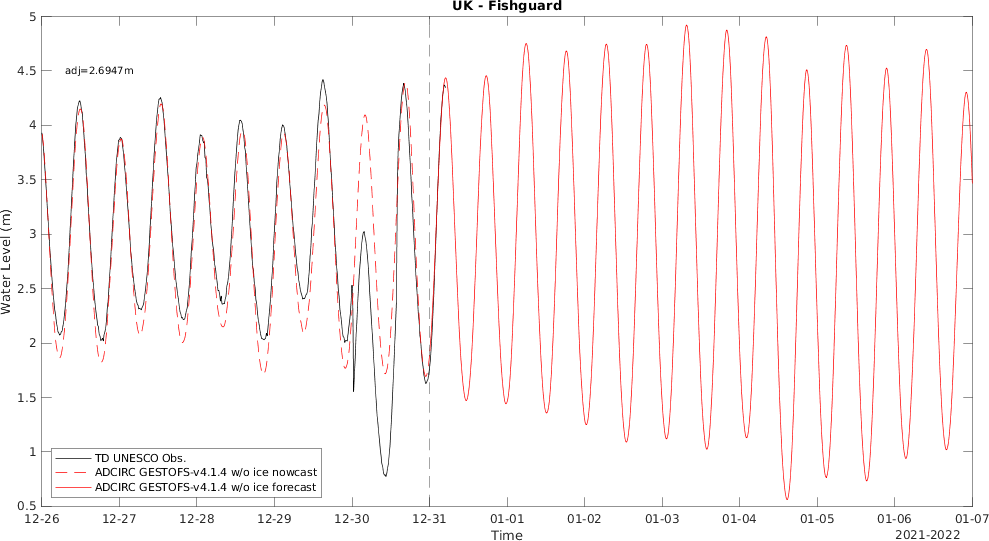 UK - Fishguard
5
4.5
4
3.5
3
2.5
2
1.5
1
0.5
Water Level (m)
adj=2.6947m
TD UNESCO Obs.
ADCIRC GESTOFS-v4.1.4 w/o ice nowcast
ADCIRC GESTOFS-v4.1.4 w/o ice forecast
12-26 12-27 12-28 12-29 12-30 12-31 01-01 01-02 01-03 01-04 01-05 01-06 01-07
Time
2021-2022